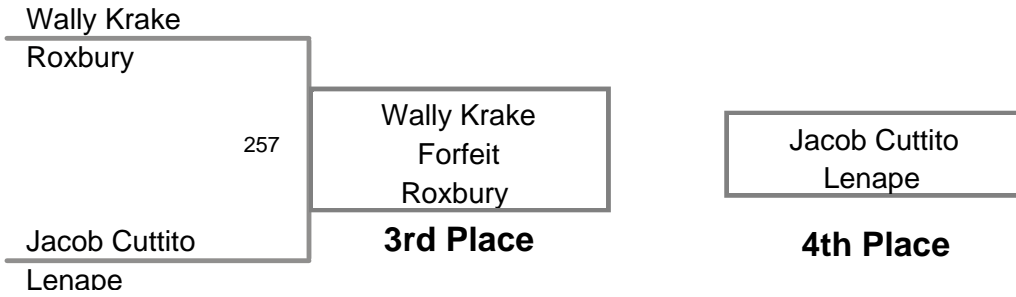 Wally Krake
Roxbury
257
Jacob Cuttito
Lenape
Wally Krake
Forfeit
Roxbury
3rd Place
Jacob Cuttito
Lenape
4th Place